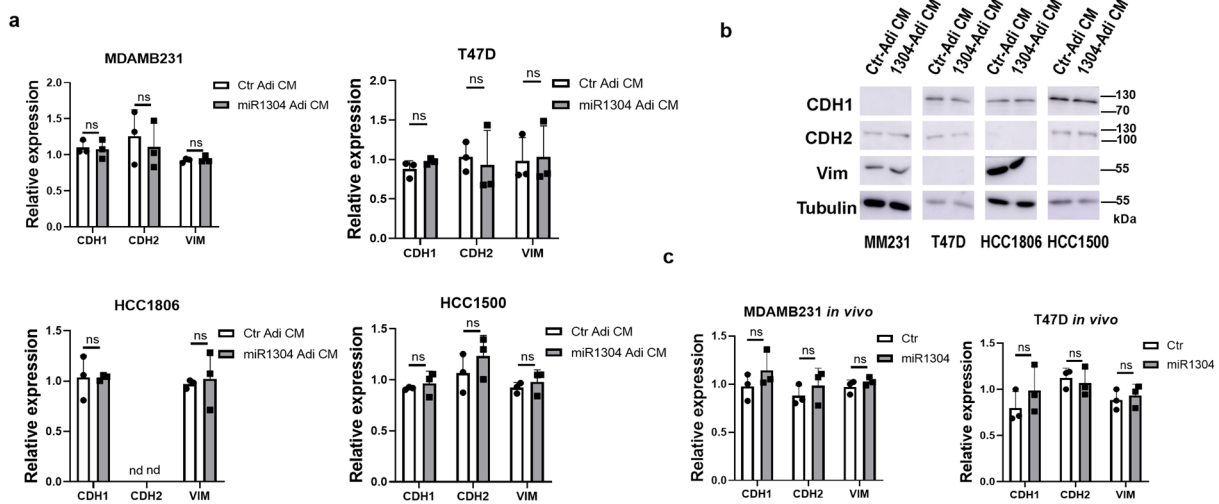 a
MDAMB231
Relative expression
2.0
1.5
1.0
0.5
0.0
ns
ns
ns
CDH1 CDH2 VIM
Ctr Adi CM
miR1304 Adi CM
T47D
Relative expression
2.0
1.5
1.0
0.5
0.0
ns
ns
ns
CDH1 CDH2 VIM
Ctr Adi CM
miR1304 Adi CM
HCC1806
Relative expression
1.5
1.0
0.5
0.0
ns
nd nd
ns
CDH1 CDH2 VIM
Ctr Adi CM
miR1304 Adi CM
HCC1500
Relative expression
1.5
1.0
0.5
0.0
ns
ns
ns
CDH1 CDH2 VIM
Ctr Adi CM
miR1304 Adi CM
b
Ctr-Adi CM
1304-Adi CM
Ctr-Adi CM
1304-Adi CM
Ctr-Adi CM
1304-Adi CM
Ctr-Adi CM
1304-Adi CM
CDH1
130
70
CDH2
130
100
Vim
55
Tubulin
55
kDa
MM231 T47D HCC1806 HCC1500
c
MDAMB231 in vivo
Relative expression
2.0
1.5
1.0
0.5
0.0
ns
ns
ns
CDH1 CDH2 VIM
Ctr
miR1304
T47D in vivo
Relative expression
1.5
1.0
0.5
0.0
ns
ns
ns
CDH1 CDH2 VIM
Ctr
miR1304